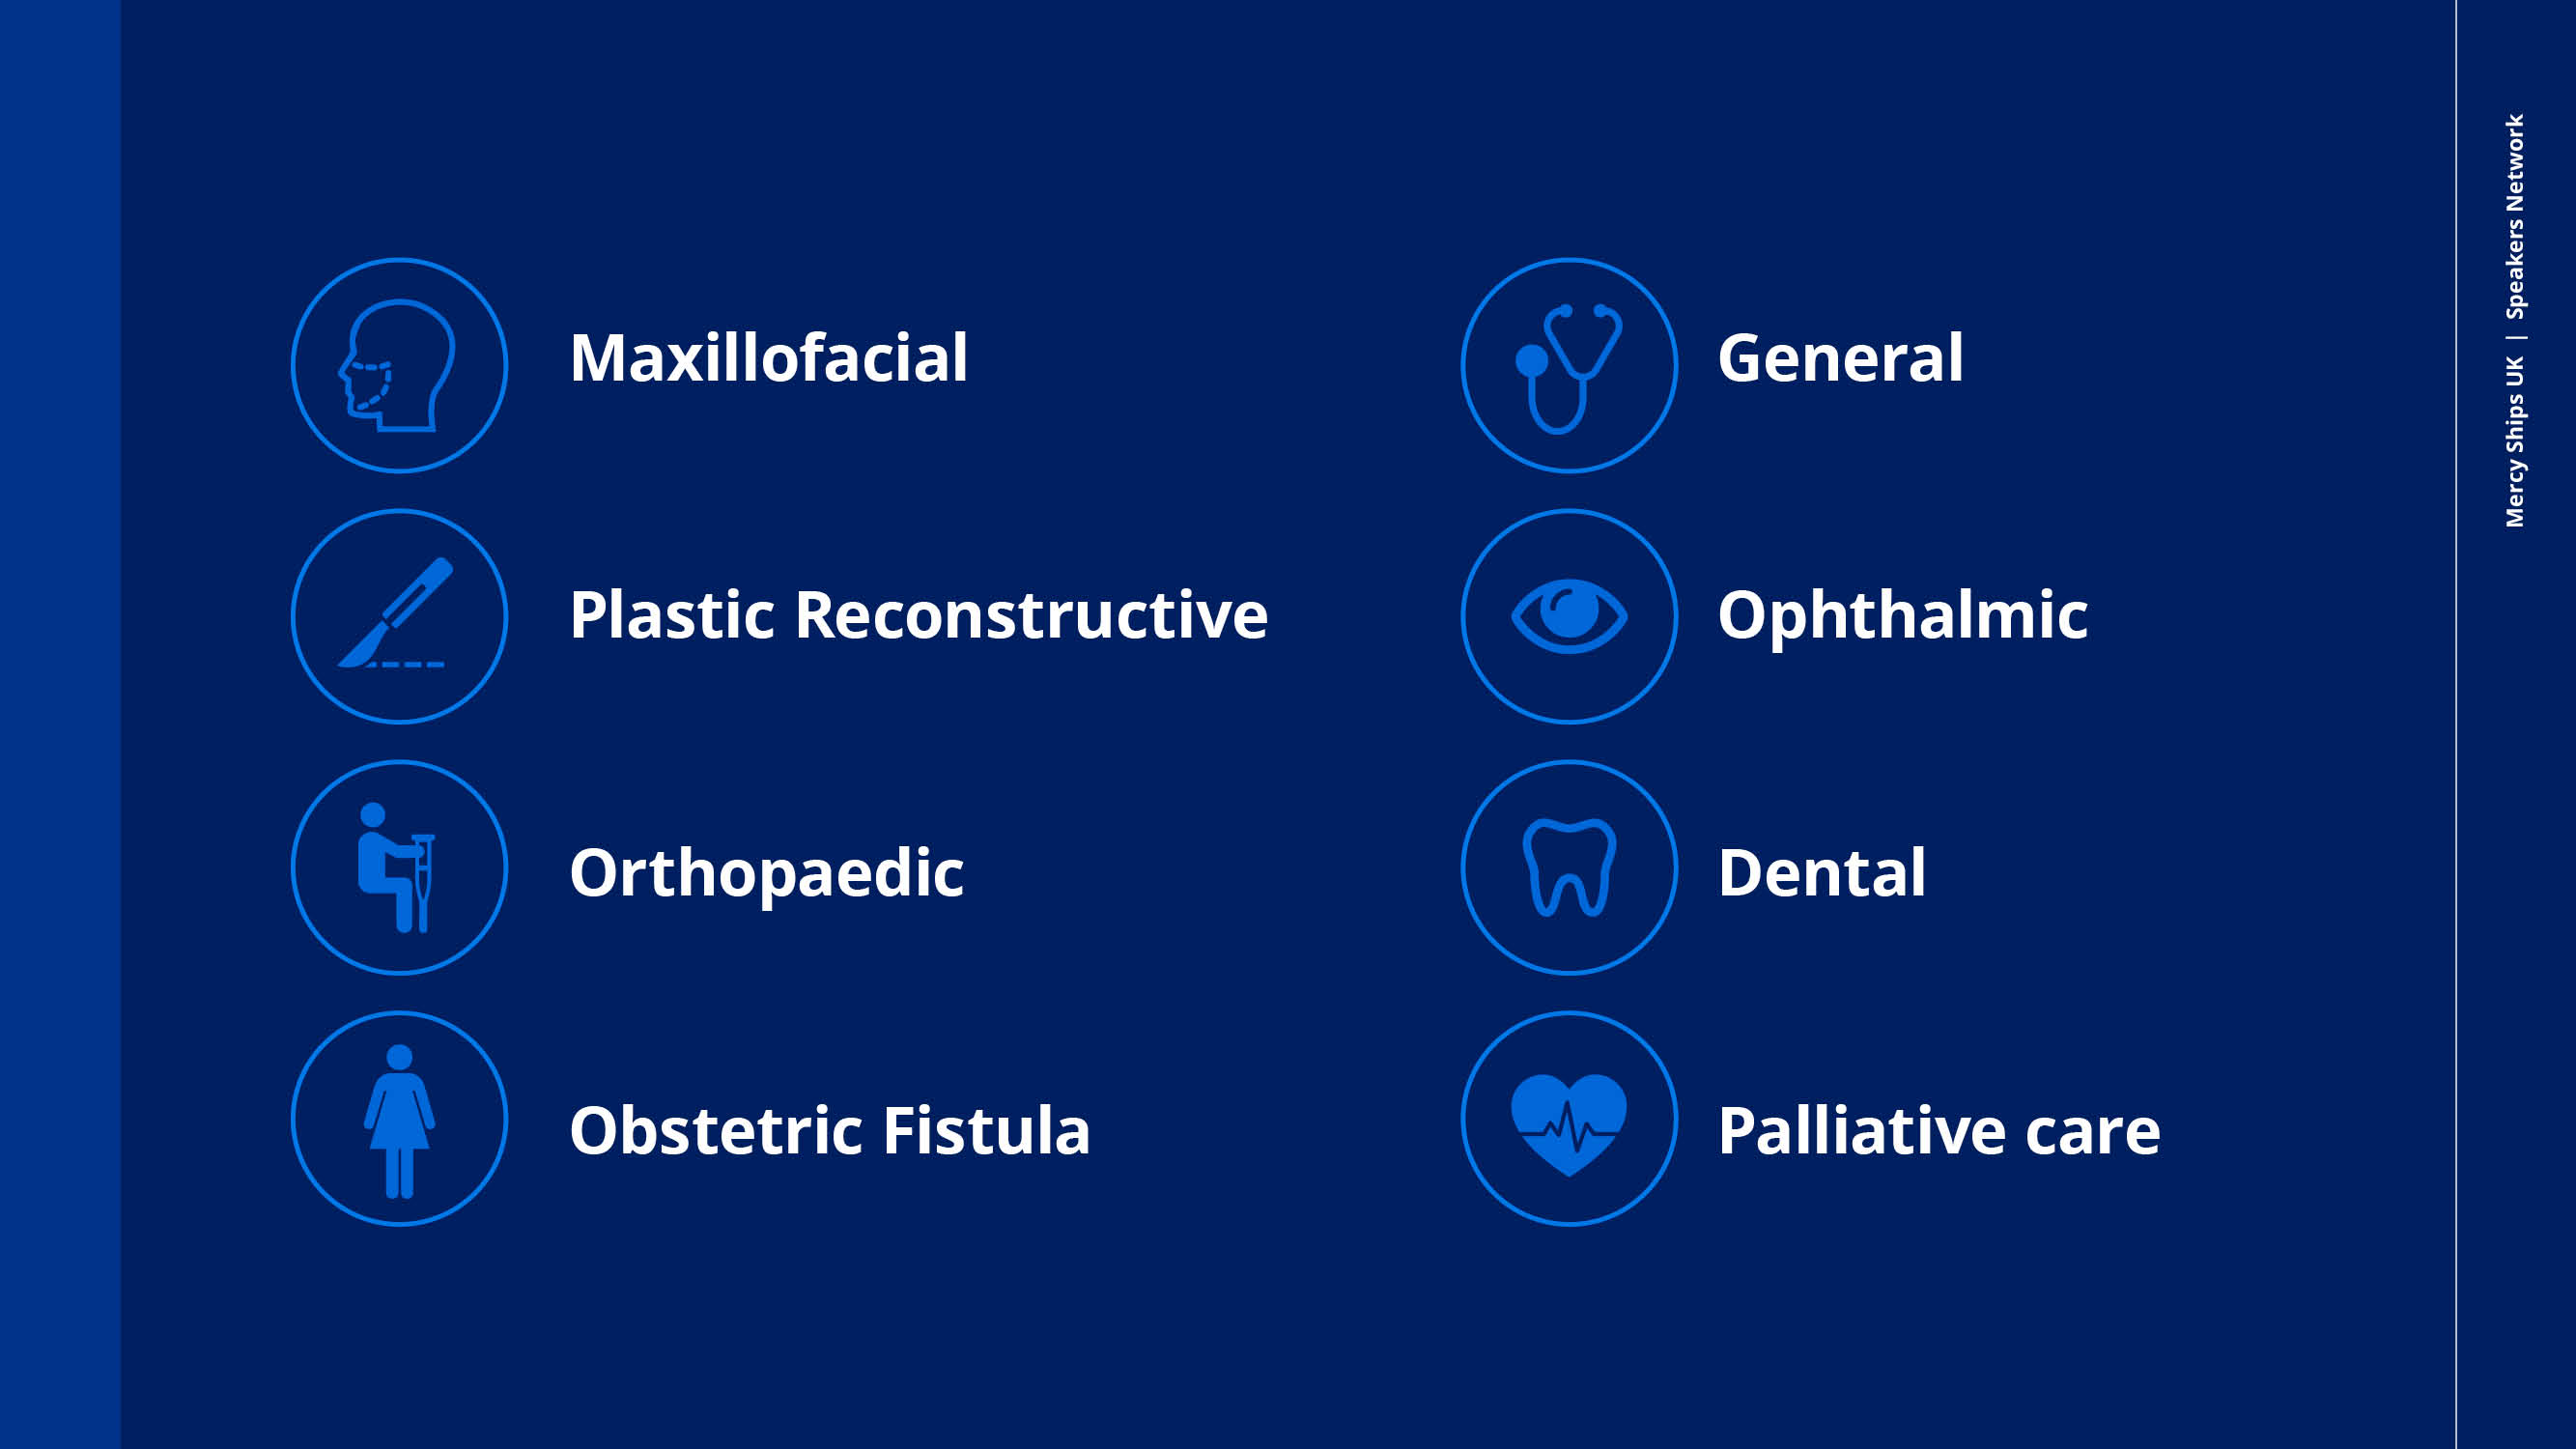 Maxillofacial
Plastic Reconstructive
Orthopaedic
Obstetric Fistula
General
Ophthalmic
Dental
Palliative care
Mercy Ships UK | Speakers Network